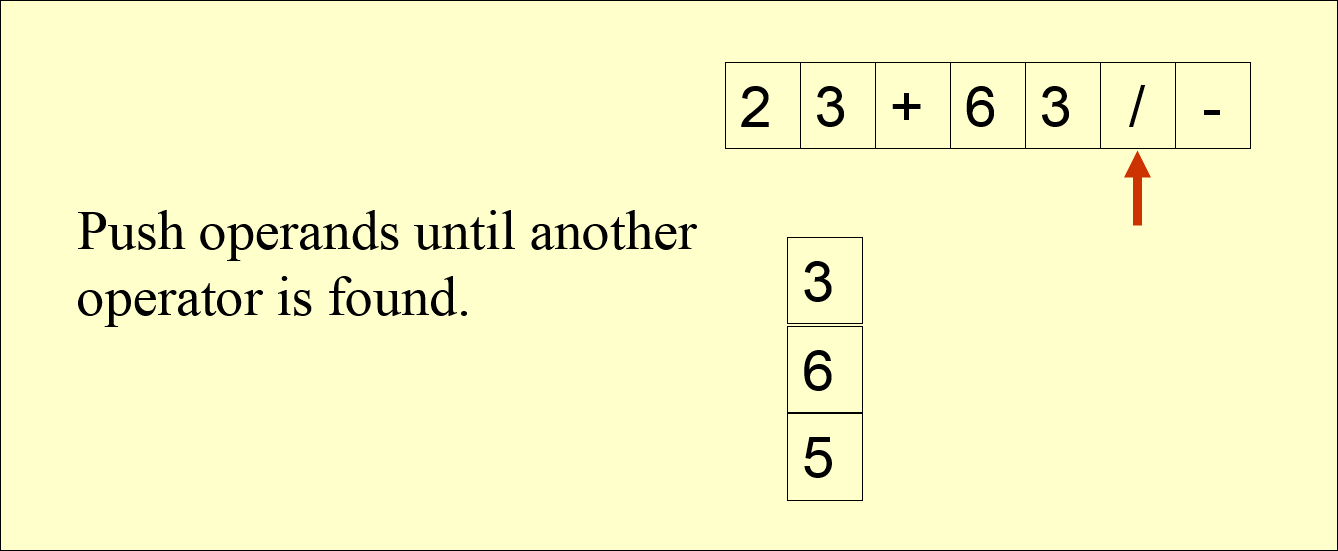 2 3 + 6 3 / -
Push operands until another
operator is found.
3
6
5